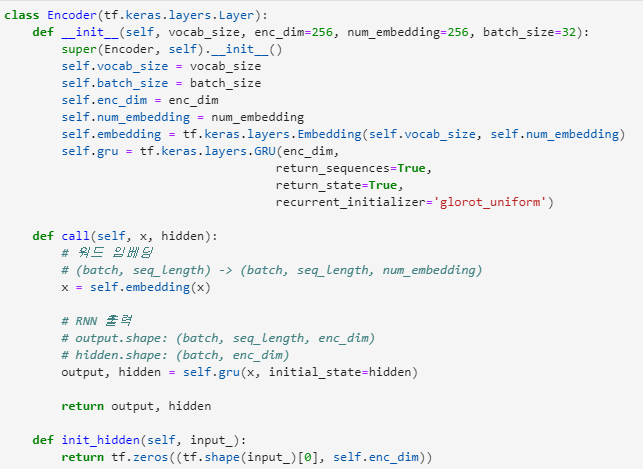 class Encoder(tf.keras.layers.Layer):
    def __init__(self, vocab_size, enc_dim=256, num_embedding=256, batch_size=32):
        super(Encoder, self).__init__()
        self.vocab_size = vocab_size
        self.batch_size = batch_size
        self.enc_dim = enc_dim
        self.num_embedding = num_embedding
        self.embedding = tf.keras.layers.Embedding(self.vocab_size, self.num_embedding)
        self.gru = tf.keras.layers.GRU(enc_dim,
                                       return_sequences=True,
                                       return_state=True,
                                       recurrent_initializer='glorot_uniform')

    def call(self, x, hidden):
        # 워드 임베딩
        # (batch, seq_length) -> (batch, seq_length, num_embedding)
        x = self.embedding(x)

        # RNN 출력
        # output.shape: (batch, seq_length, enc_dim)
        # hidden.shape: (batch, enc_dim)
        output, hidden = self.gru(x, initial_state=hidden)

        return output, hidden

    def init_hidden(self, input_):
        return tf.zeros((tf.shape(input_)[0], self.enc_dim))